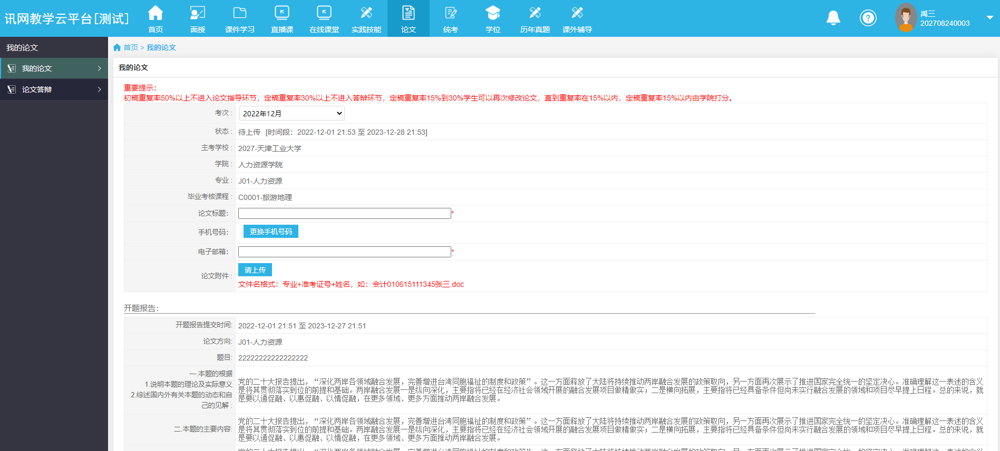 讯网教学云平台[测试]
首页
面授
课件学习
直播课
在线课堂
实践技能
论文
统考
学位
历年真题
课外辅导
禹三
202708240003
我的论文
我的论文
论文答辩
首页 > 我的论文
我的论文
重要提示：
初稿重复率50%以上不进入论文指导环节，定稿重复率30%以上不进入答辩环节，定稿重复率15%到30%学生可以再次修改论文，直到重复率在15%以内，定稿重复率15%以内由学院打分。
考次 : 2022年12月
状态 : 待上传 [时间段：2022-12-01 21:53 至 2023-12-28 21:53]
主考学校 : 2027-天津工业大学
学院 : 人力资源学院
专业 : J01-人力资源
毕业考核课程 : C0001-旅游地理
论文标题： *
手机号码： 更换手机号码
电子邮箱： *
论文附件 : 请上传
文件名格式：专业+准考证号+姓名，如：会计010615111345张三.doc
开题报告：
开题报告提交时间: 2022-12-01 21:51 至 2023-12-27 21:51
论文方向: J01-人力资源
题目: 22222222222222222
一.本题的根据
1.说明本题的理论及实际意义
2.综述国内外有关本题的动态和自
己的见解 :
党的二十大报告提出，“深化两岸各领域融合发展，完善增进台湾同胞福祉的制度和政策”。这一方面释放了大陆将持续推动两岸融合发展的政策取向，另一方面再次展示了推进国家完全统一的坚定决心。准确理解这一表述的含义
是将其贯彻落实到位的前提和基础。两岸融合发展一是纵向深化，主要指将已经在经济社会领域开展的融合发展项目做精做实；二是横向拓展，主要指将已经具备条件但尚未实行融合发展的领域和项目尽早提上日程。总的来说，就
是要以通促融、以惠促融、以情促融，在更多领域、更多方面推动两岸融合发展。
二.本题的主要内容:
党的二十大报告提出，“深化两岸各领域融合发展，完善增进台湾同胞福祉的制度和政策”。这一方面释放了大陆将持续推动两岸融合发展的政策取向，另一方面再次展示了推进国家完全统一的坚定决心。准确理解这一表述的含义
是将其贯彻落实到位的前提和基础。两岸融合发展一是纵向深化，主要指将已经在经济社会领域开展的融合发展项目做精做实；二是横向拓展，主要指将已经具备条件但尚未实行融合发展的领域和项目尽早提上日程。总的来说，就
是要以通促融、以惠促融、以情促融，在更多领域、更多方面推动两岸融合发展。